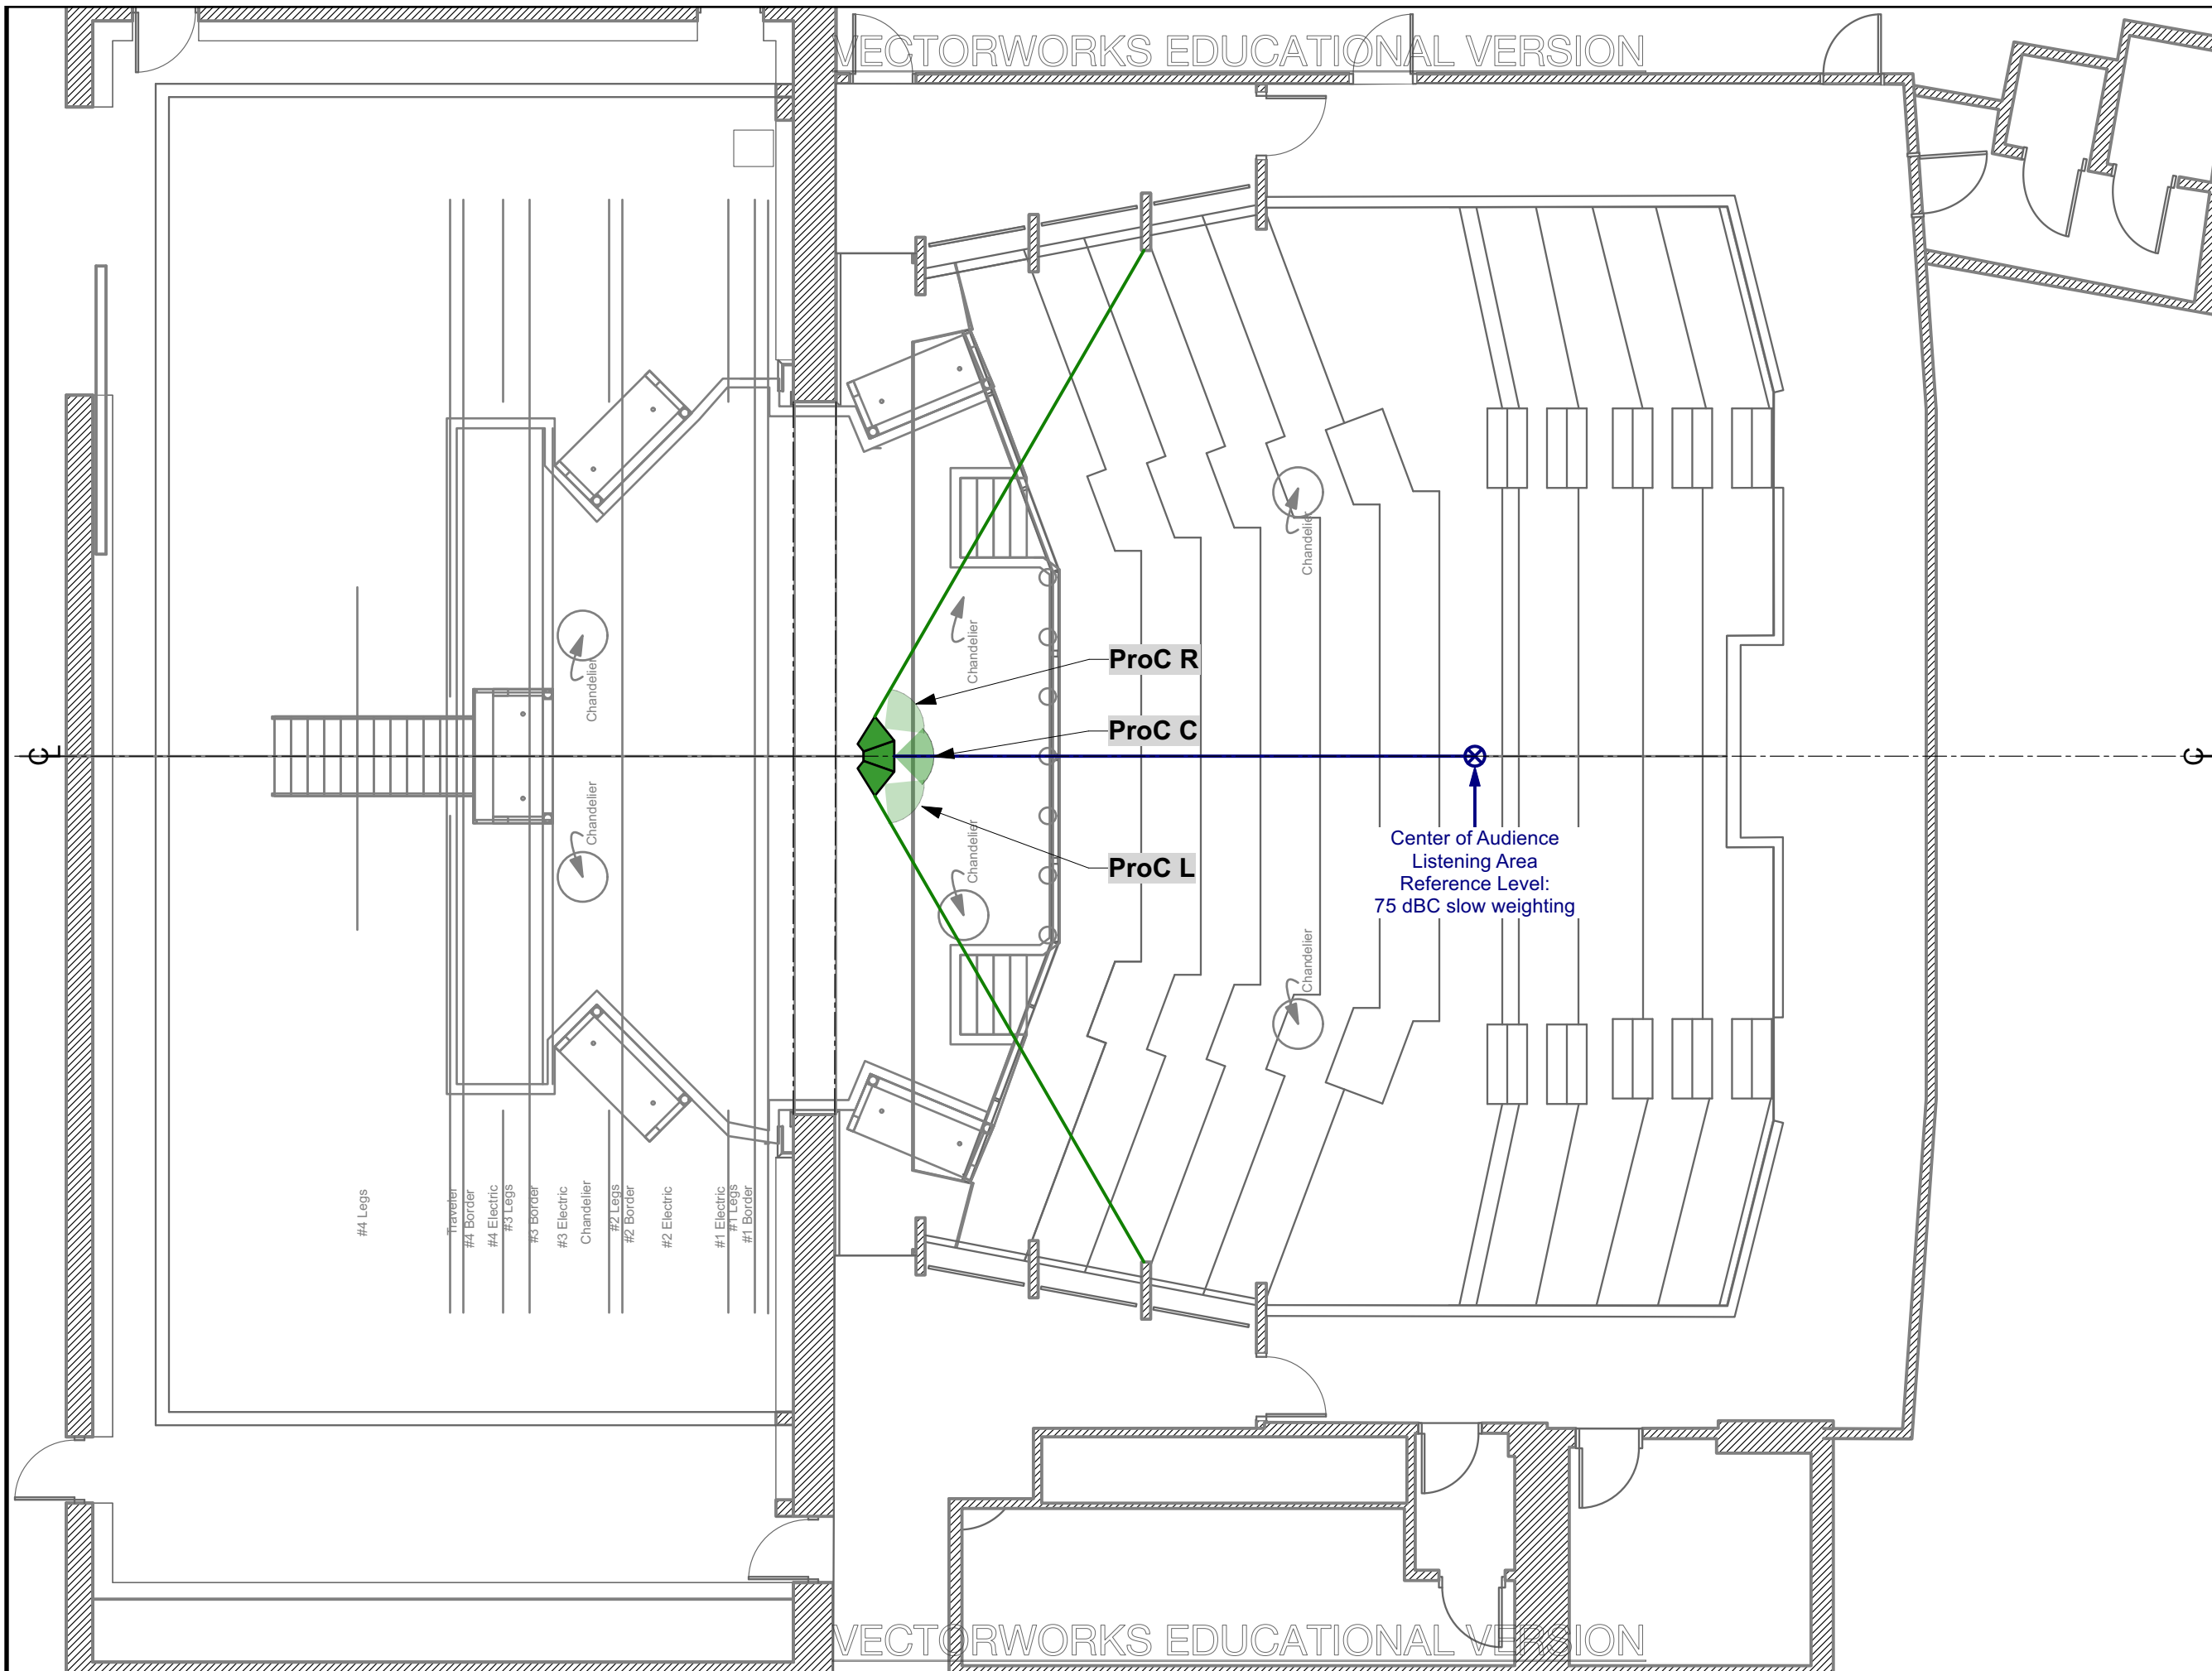 VECTORWORKS EDUCATIONAL VERSION
Chandelier
Chandelier
Chandelier
ProC R
Chandelier
ProC C
CL
C
Chandelier
ProC L
Chandelier
Center of Audience
Listening Area
Reference Level:
75 dBC slow weighting
Chandelier
#4 Legs
Traveler
#4 Border
#4 Electric
#3 Legs
#3 Border
#3 Electric
Chandelier
#2 Legs
#2 Border
#2 Electric
#1 Electric
#1 Legs
#1 Border
VECTORWORKS EDUCATIONAL VERSION